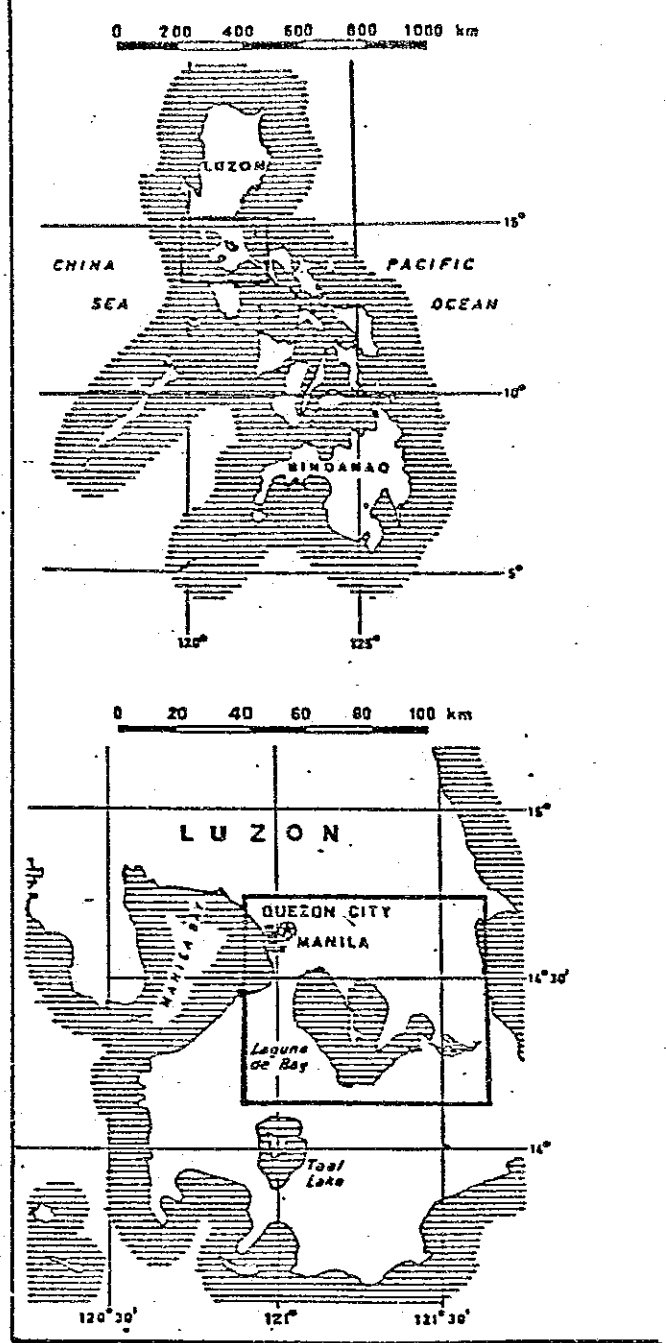 0 200 400 600 800 1000 km
LUZON
15°
CHINA
SEA
PACIFIC
OCEAN
10°
MINDANAO
5°
120°
125°
0 20 40 60 80 100 km
15°
LUZON
QUEZON CITY
MANILA
MANILA BAY
14°30'
Laguna
de Bay
14°
Taal
Lake
120°30'
121°
121°30'